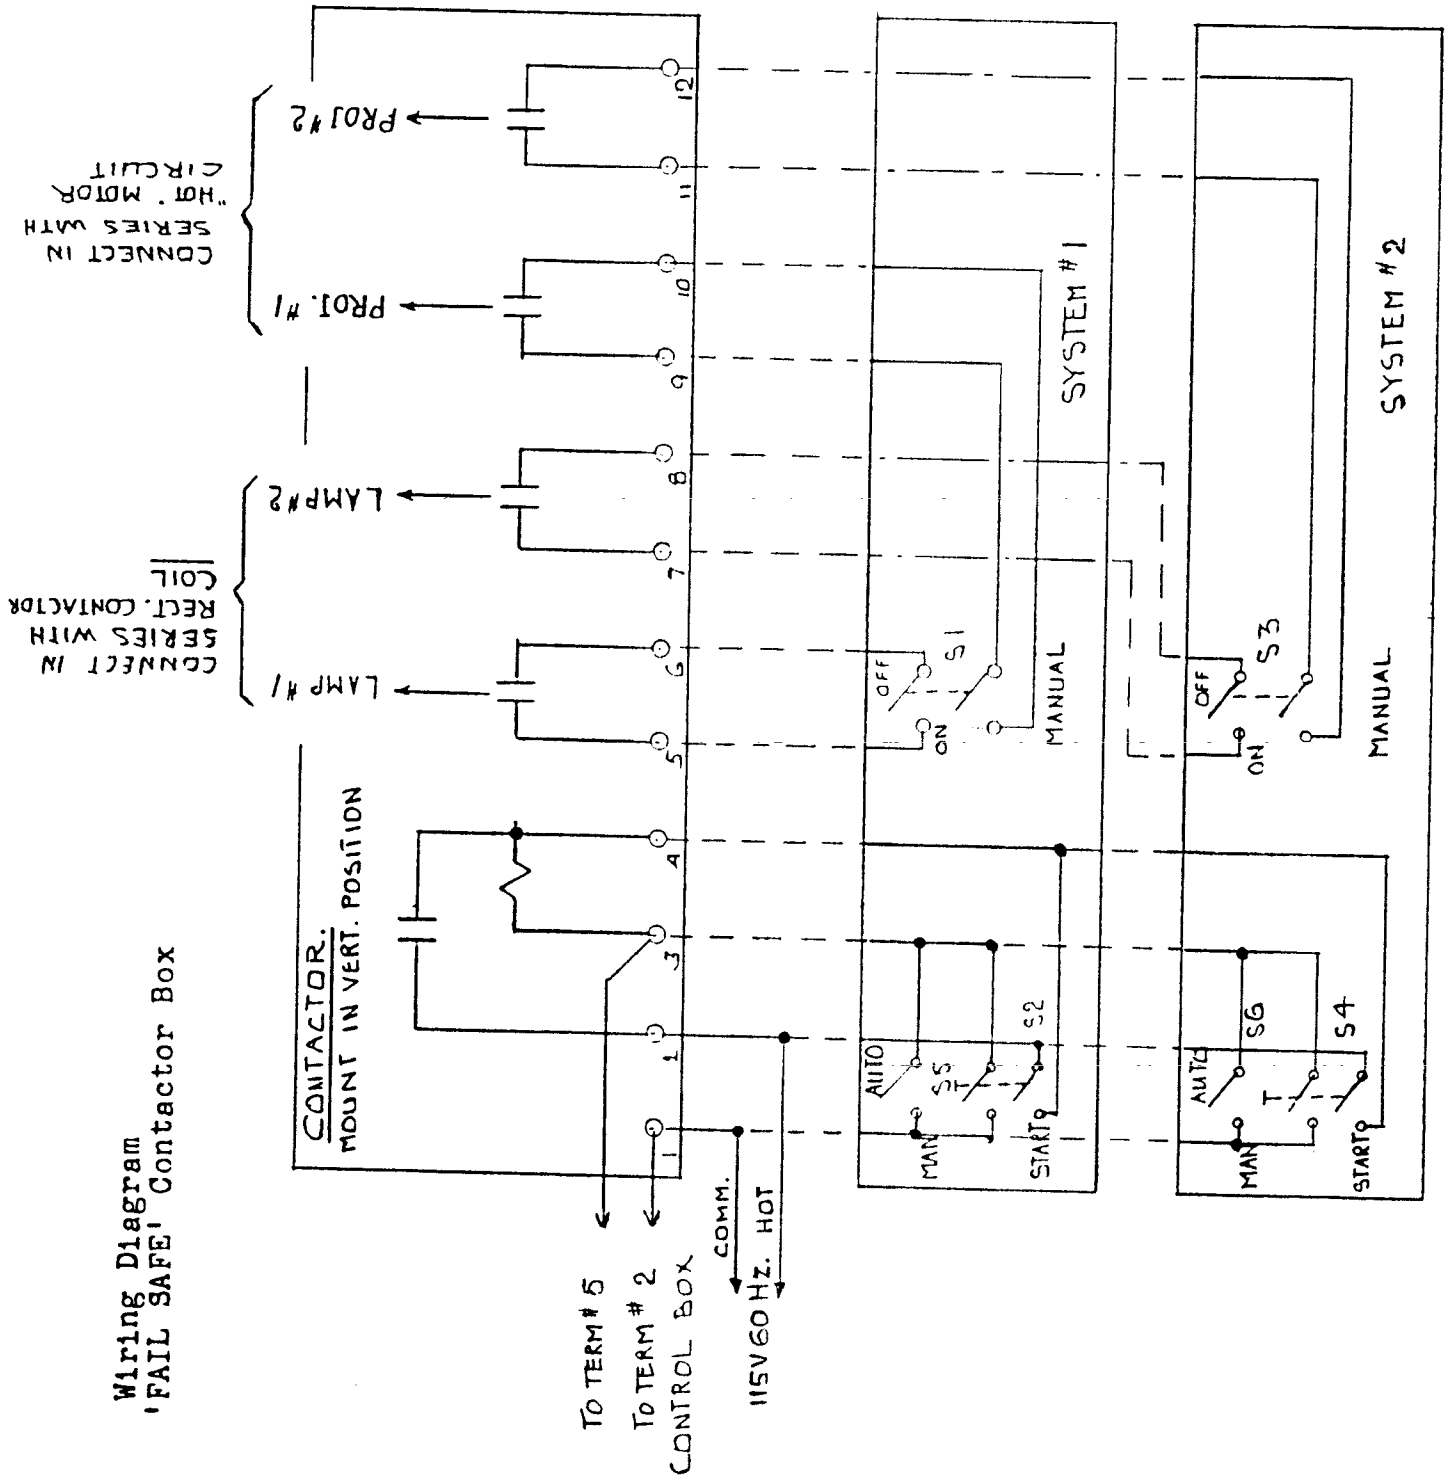 Wiring Diagram
'FAIL SAFE' Contactor Box
CONTACTOR.
MOUNT IN VERT. POSITION
CONNECT IN
SERIES WITH
RECT. CONTACTOR
COIL
LAMP #1
LAMP #2
CONNECT IN
SERIES WITH
"HOT" MOTOR
CIRCUIT
PROJ. #1
PROJ #2
1
1
3
4
5
6
7
8
9
10
11
12
TO TERM # 5
TO TERM # 2
CONTROL BOX
COMM.
115V60HZ. HOT
MAN
AUTO
S5
START
S2
ON
OFF
S1
MANUAL
SYSTEM #1
MAN
AUTO
S6
START
S4
ON
OFF
S3
MANUAL
SYSTEM #2